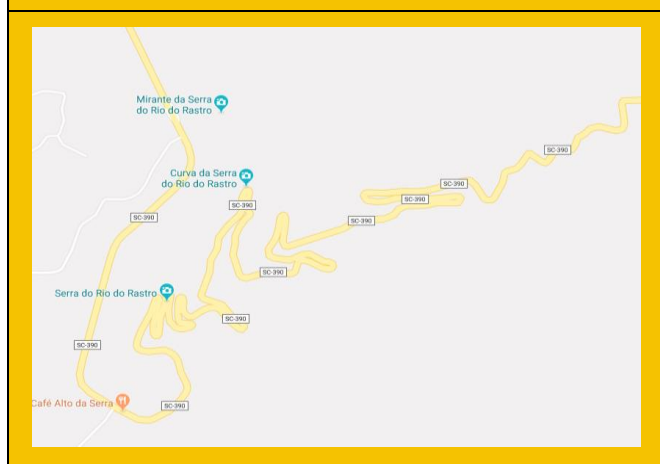 Mirante da Serra
do Rio do Rastro
SC-390
Curva da Serra
do Rio do Rastro
SC-390
SC-390
SC-390
SC-390
SC-390
SC-390
SC-390
Serra do Rio do Rastro
SC-390
SC-390
Café Alto da Serra
SC-390